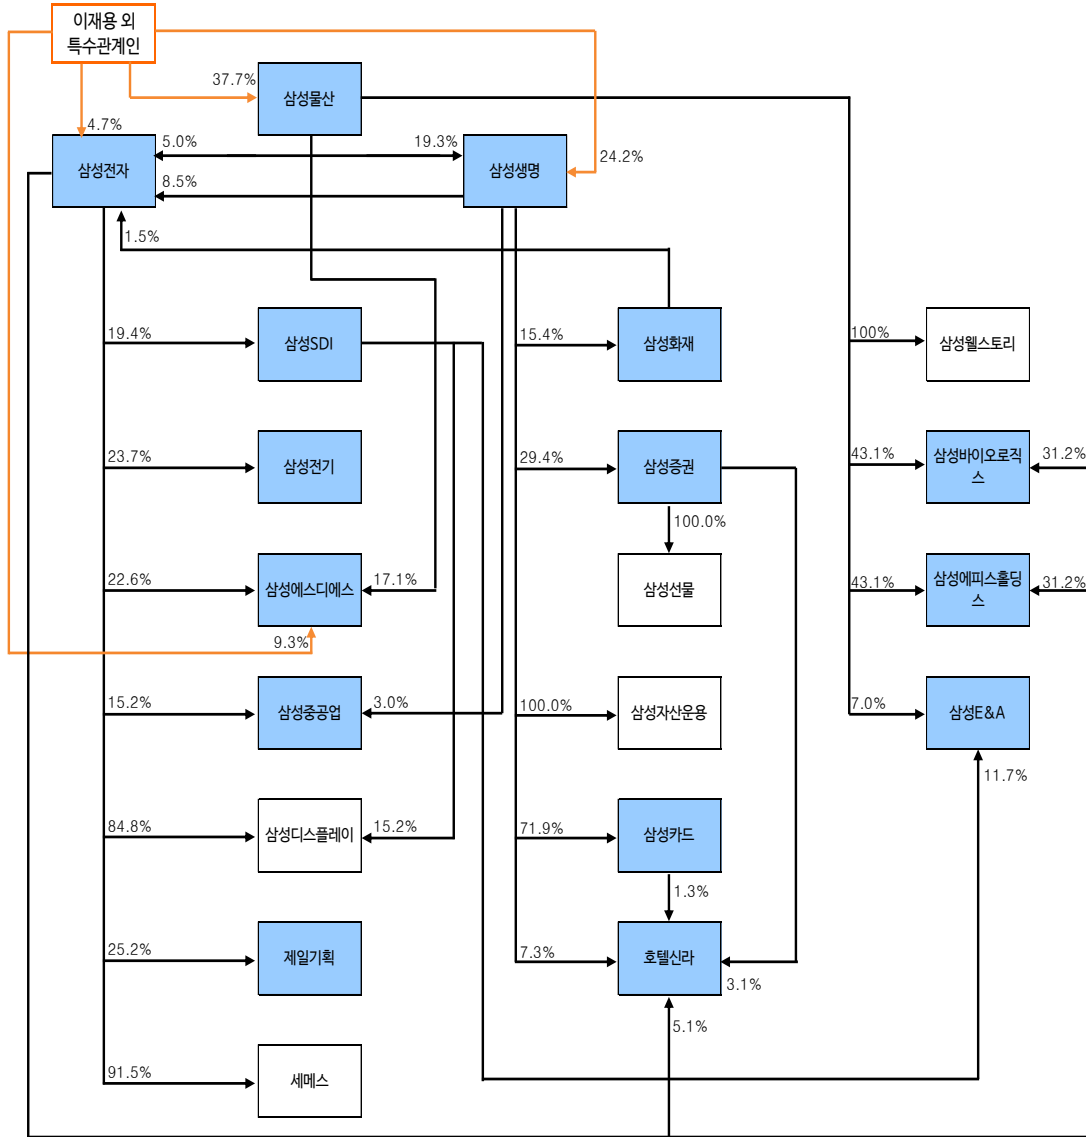 이재용 외
특수관계인
37.7%
삼성물산
4.7%
5.0%
19.3%
삼성전자
삼성생명
24.2%
8.5%
1.5%
19.4%
삼성SDI
15.4%
삼성화재
100%
삼성웰스토리
23.7%
삼성전기
29.4%
삼성증권
43.1%
삼성바이오로직
스
31.2%
100.0%
22.6%
삼성에스디에스
17.1%
삼성선물
43.1%
삼성에피스홀딩
스
31.2%
9.3%
15.2%
삼성중공업
3.0%
100.0%
삼성자산운용
7.0%
삼성E&A
11.7%
84.8%
삼성디스플레이
15.2%
71.9%
삼성카드
1.3%
25.2%
제일기획
7.3%
호텔신라
3.1%
5.1%
91.5%
세메스